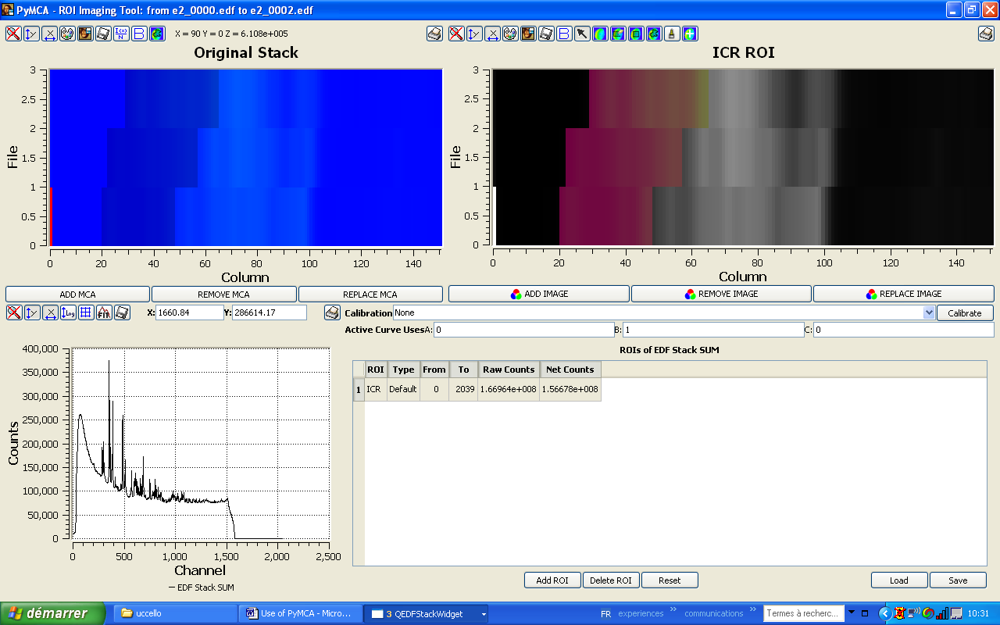 PyMCA - ROI Imaging Tool: from e2_0000.edf to e2_0002.edf
X = 90 Y = 0 Z = 6.108e+005
Original Stack
3
2.5
2
1.5
1
0.5
0
File
0 20 40 60 80 100 120 140
Column
ICR ROI
3
2.5
2
1.5
1
0.5
0
File
0 20 40 60 80 100 120 140
Column
ADD MCA REMOVE MCA REPLACE MCA
ADD IMAGE REMOVE IMAGE REPLACE IMAGE
Log FIT X: 1660.84 Y: 286614.17
Calibration None Calibrate
Active Curve Uses A: 0 B: 1 C: 0
400,000
350,000
300,000
250,000
200,000
150,000
100,000
50,000
0
Counts
0 500 1,000 1,500 2,000 2,500
Channel
EDF Stack SUM
ROIs of EDF Stack SUM
ROI Type From To Raw Counts Net Counts
1 ICR Default 0 2039 1.66964e+008 1.56678e+008
Add ROI Delete ROI Reset Load Save
démarrer uccello Use of PyMCA - Micro... 3 QEDFStackWidget FR experiences » communications » Termes à recherc... 10:31